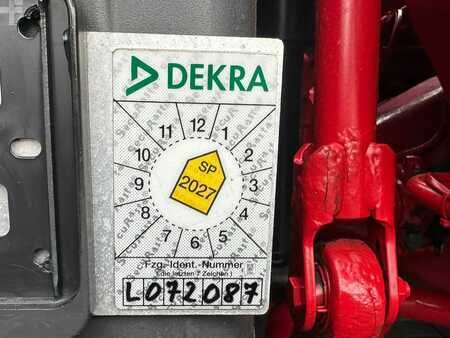 DEKRA
11 12 1
10 2
9 3
8 4
7 6 5
SP
2027
Fzg.-Ident.-Nummer
(die letzten 7 Zeichen)
L072087